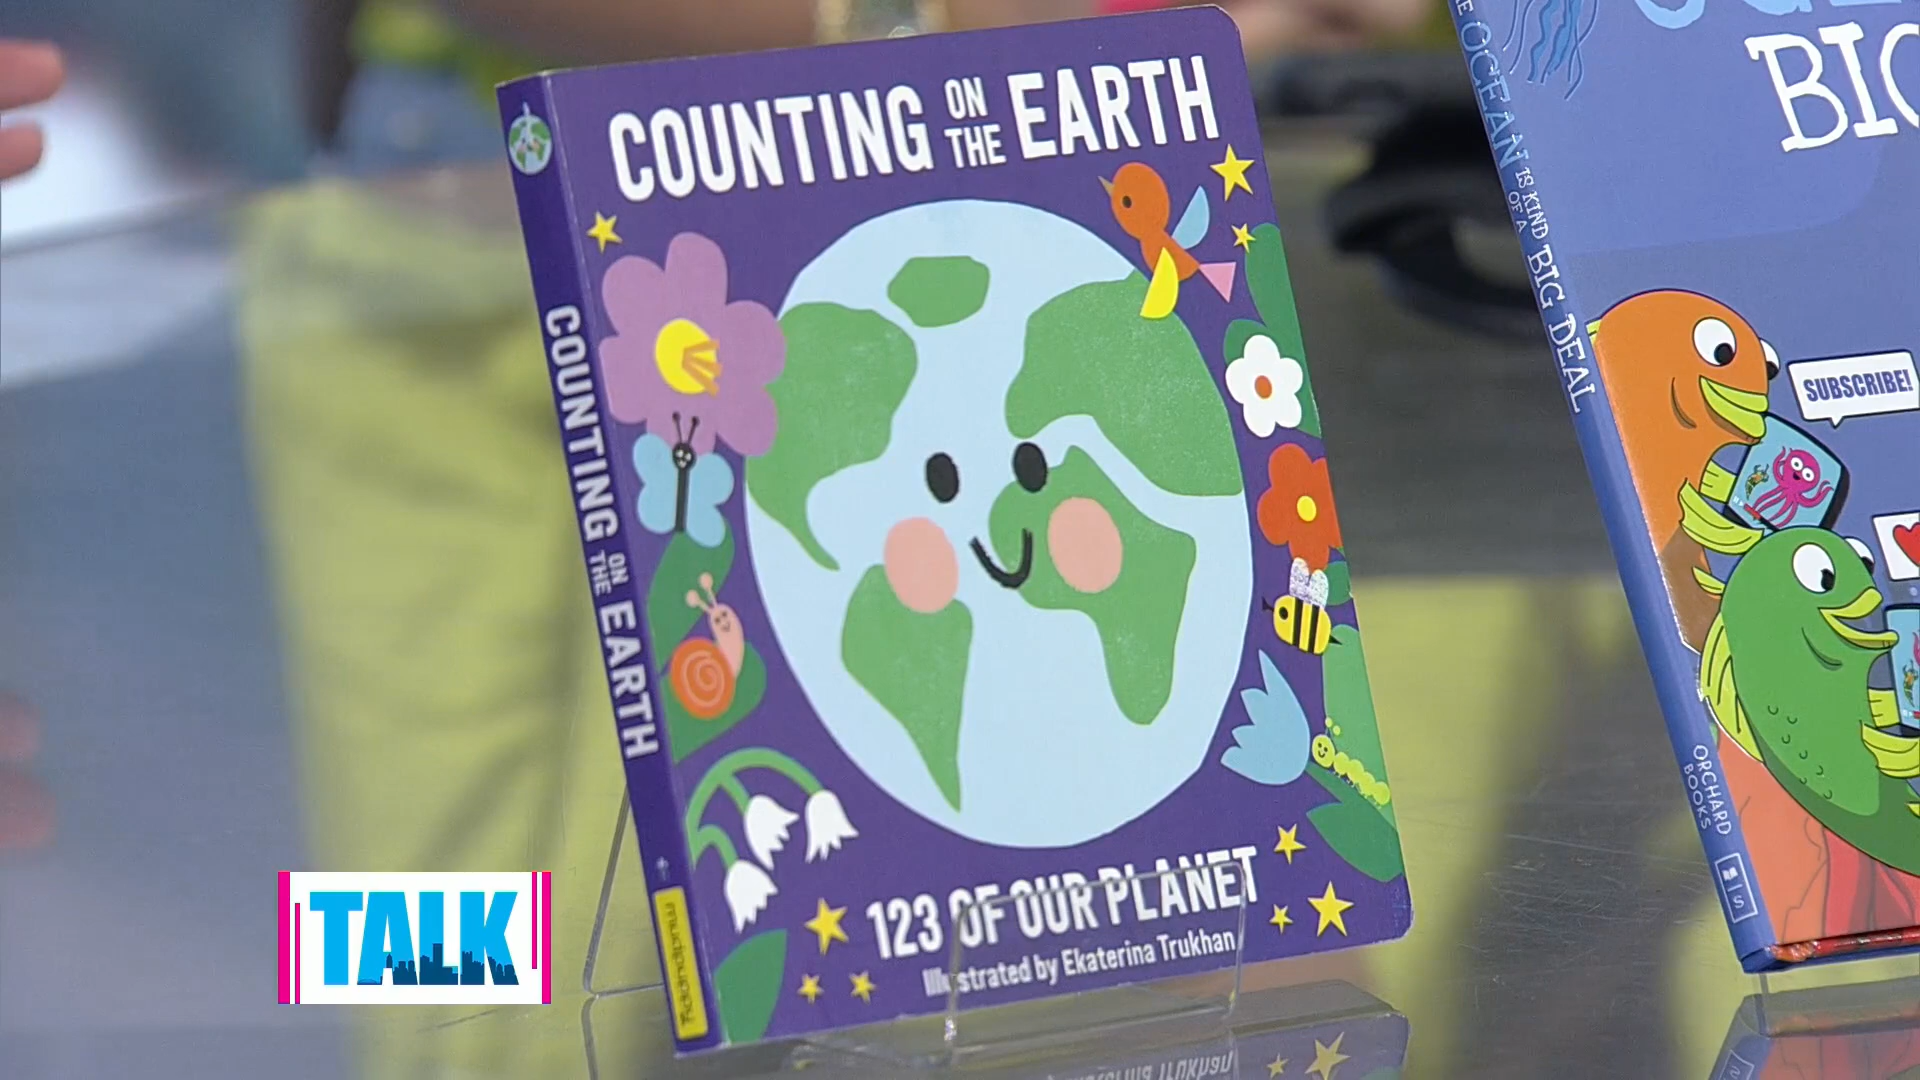 COUNTING ON THE EARTH
123 OF OUR PLANET
Illustrated by Ekaterina Trukhan
COUNTING ON THE EARTH
mudpuppy
TALK
OCEAN IS KIND OF A BIG DEAL
BIG
SUBSCRIBE!
ORCHARD BOOKS
S